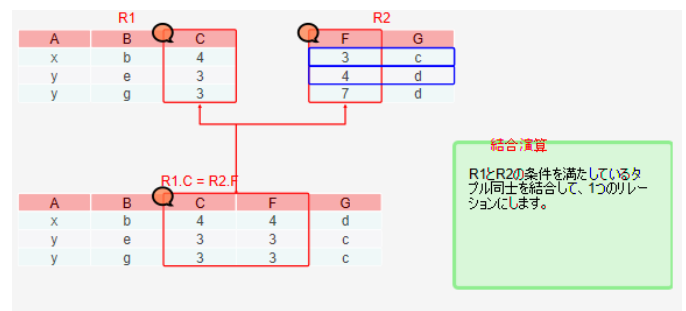 R1 R2
A B C F G
x b 4 3 c
y e 3 4 d
y g 3 7 d
結合演算
R1とR2の条件を満たしているタ
プル同士を結合して、1つのリレー
ションにします。
R1.C = R2.F
A B C F G
x b 4 4 d
y e 3 3 c
y g 3 3 c